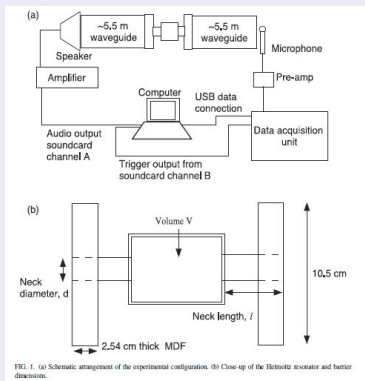 (a)
~5.5 m
waveguide
~5.5 m
waveguide
Speaker
Microphone
Amplifier
Pre-amp
Computer
USB data
connection
Audio output
soundcard
channel A
Data acquisition
unit
Trigger output from
soundcard channel B
(b)
Volume V
Neck
diameter, d
10.5 cm
Neck length, l
2.54 cm thick MDF
FIG. 1. (a) Schematic arrangement of the experimental configuration. (b) Close-up of the Helmoltz resonator and barrier
dimensions.